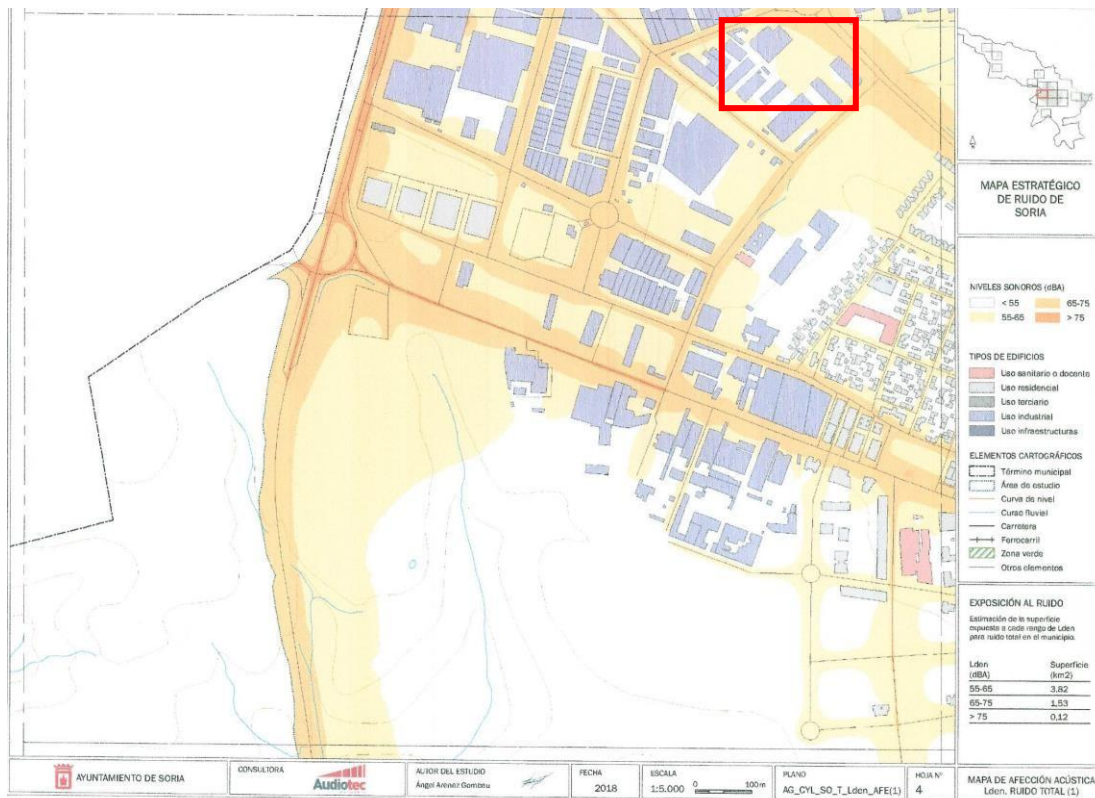 MAPA ESTRATÉGICO
DE RUIDO DE
SORIA
NIVELES SONOROS (dBA)
< 55
65-75
55-65
> 75
TIPOS DE EDIFICIOS
Uso sanitario o docente
Uso residencial
Uso terciario
Uso industrial
Uso infraestructuras
ELEMENTOS CARTOGRÁFICOS
Término municipal
Área de estudio
Curva de nivel
Curso fluvial
Carretera
Ferrocarril
Zona verde
Otros elementos
EXPOSICIÓN AL RUIDO
Estimación de la superficie
expuesta a cada rango de Lden
para ruido total en el municipio.
Lden Superficie
(dBA) (km2)
55-65 3,82
65-75 1,53
> 75 0,12
AYUNTAMIENTO DE SORIA
CONSULTORA
Audiotec
AUTOR DEL ESTUDIO
Ángel Arenaz Gombau
FECHA
2018
ESCALA
1:5.000
0 100m
PLANO
AG_CYL_SO_T_Lden_AFE(1)
HOJA Nº
4
MAPA DE AFECCIÓN ACÚSTICA
Lden. RUIDO TOTAL (1)